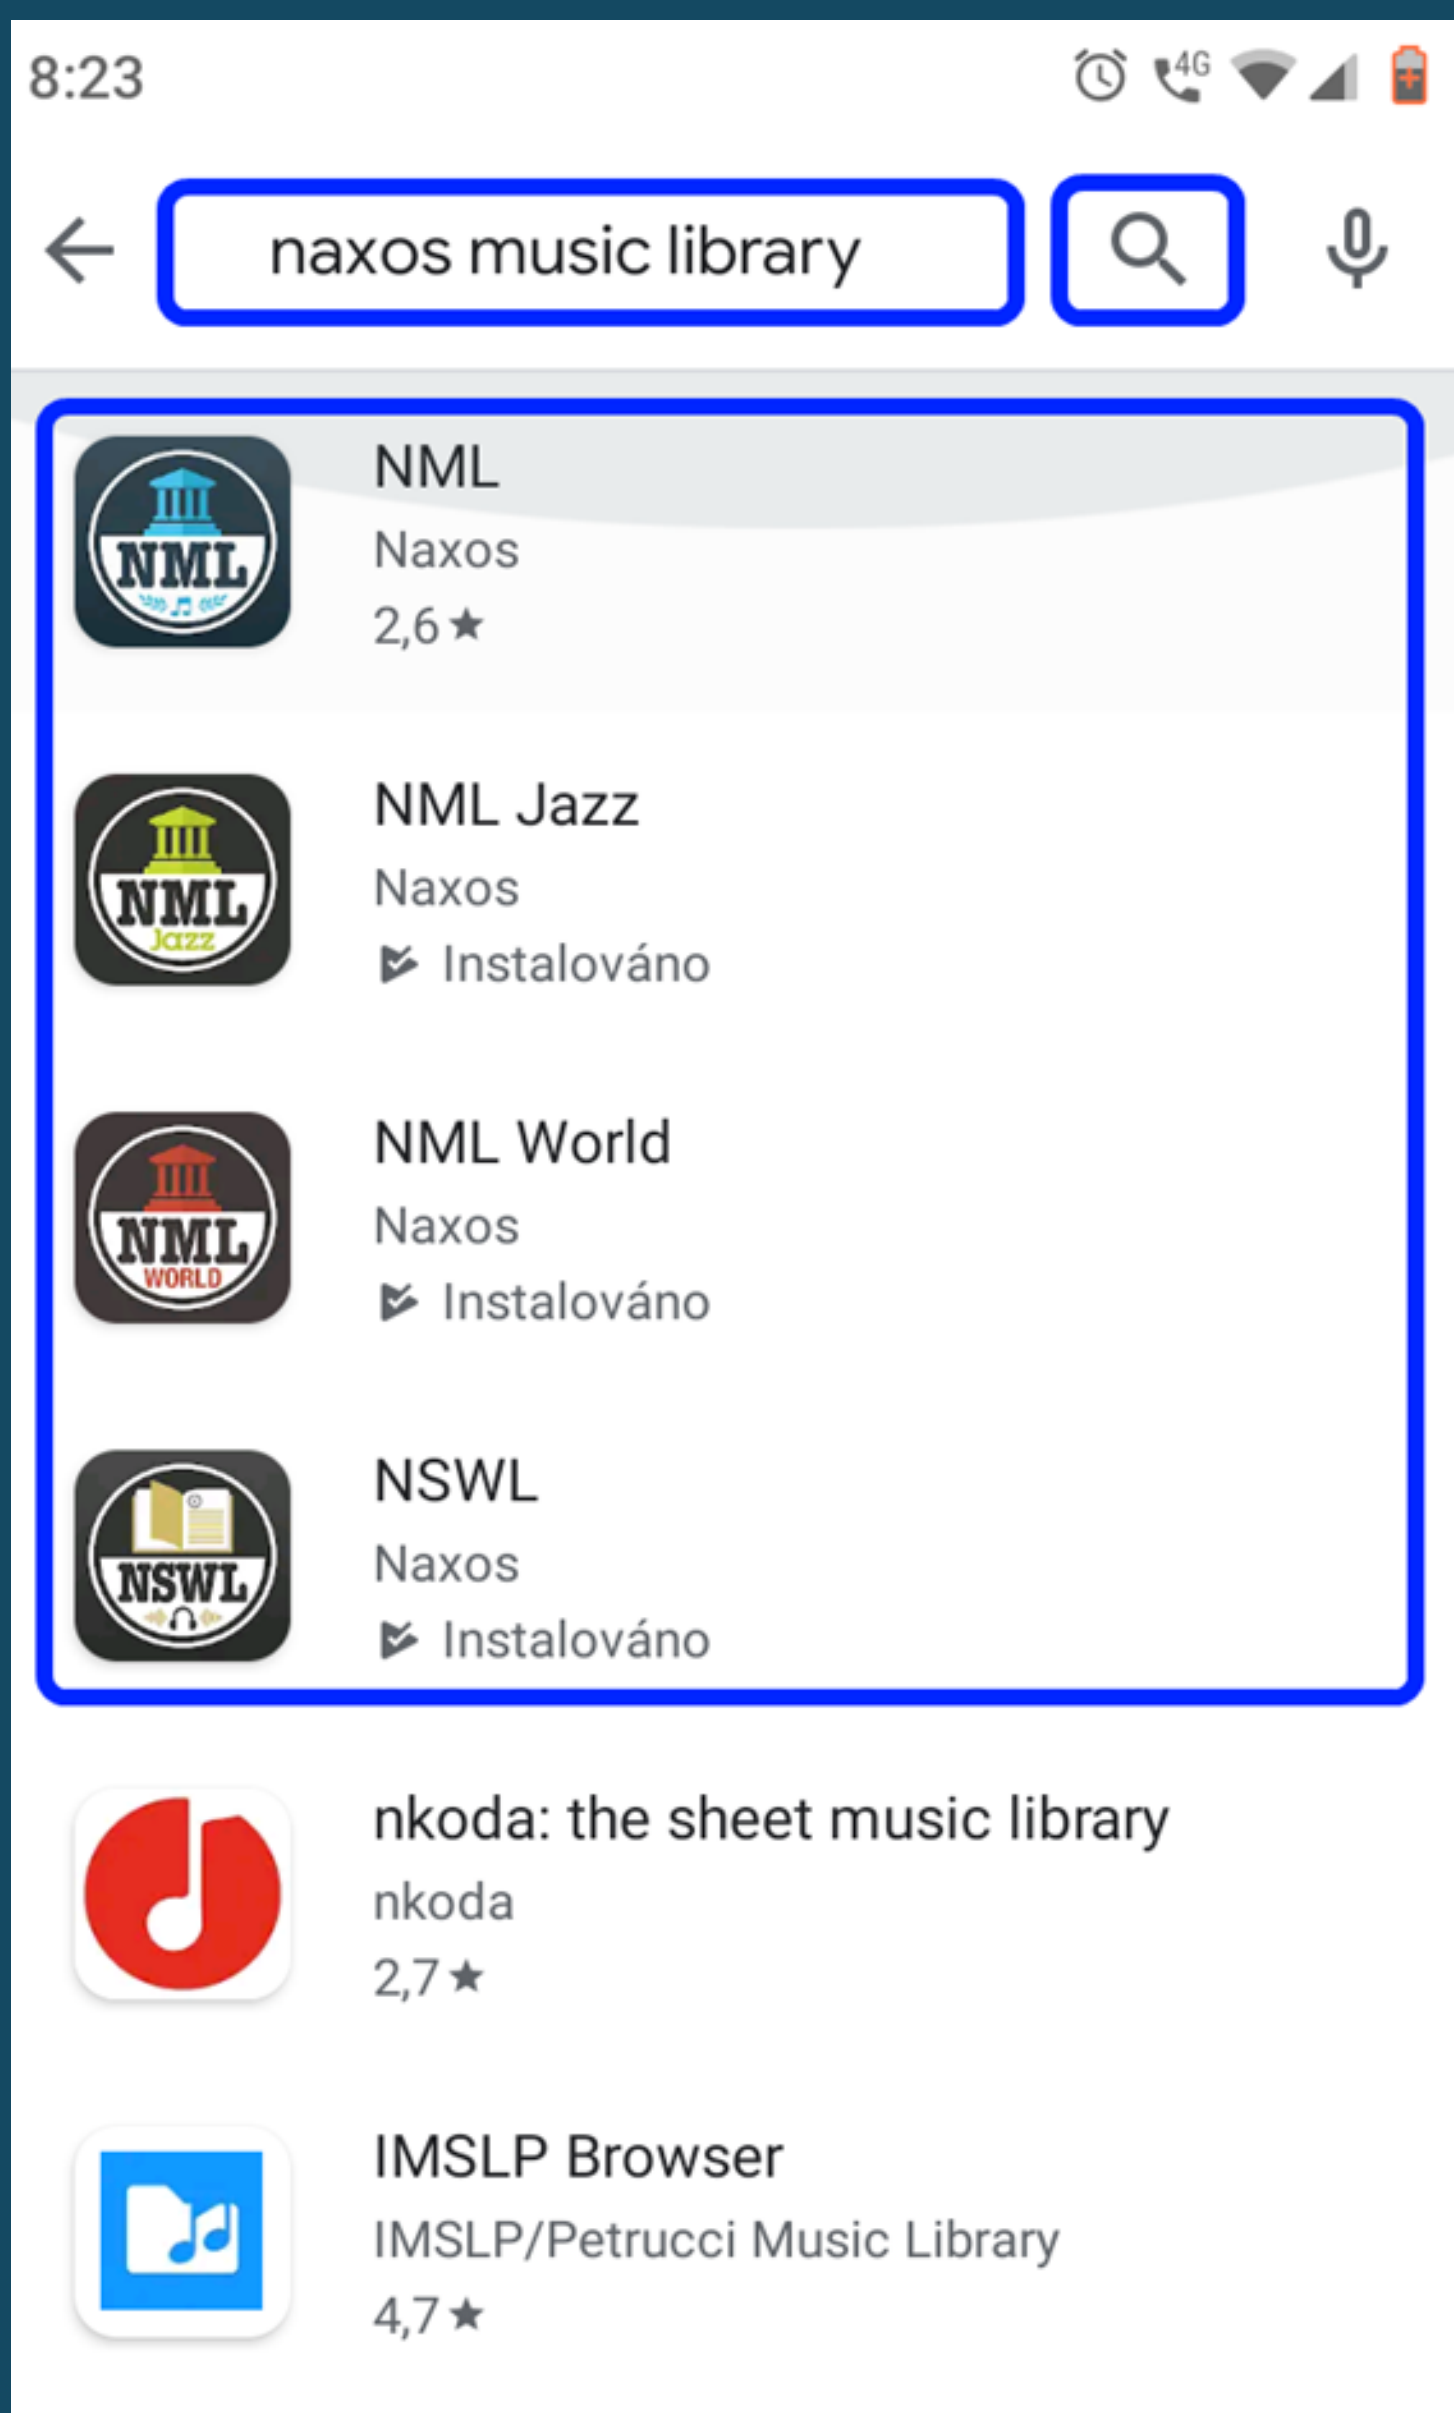 8:23
4G
naxos music library
NML
Naxos
2,6 ★
NML
NML Jazz
Naxos
Instalováno
NML
Jazz
NML World
Naxos
Instalováno
NML
WORLD
NSWL
Naxos
Instalováno
NSWL
nkoda: the sheet music library
nkoda
2,7 ★
IMSLP Browser
IMSLP/Petrucci Music Library
4,7 ★